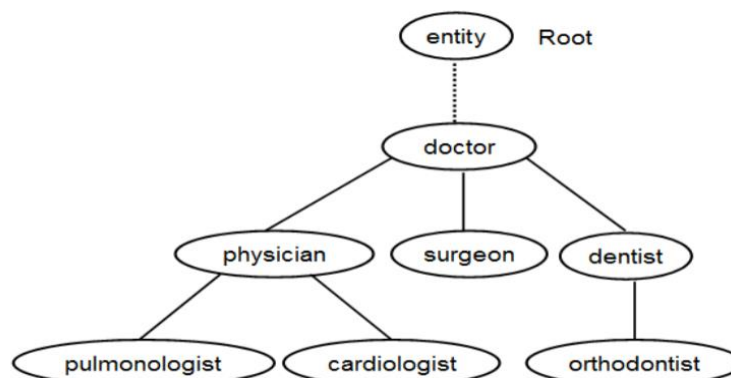 entity Root
doctor
physician surgeon dentist
pulmonologist cardiologist orthodontist